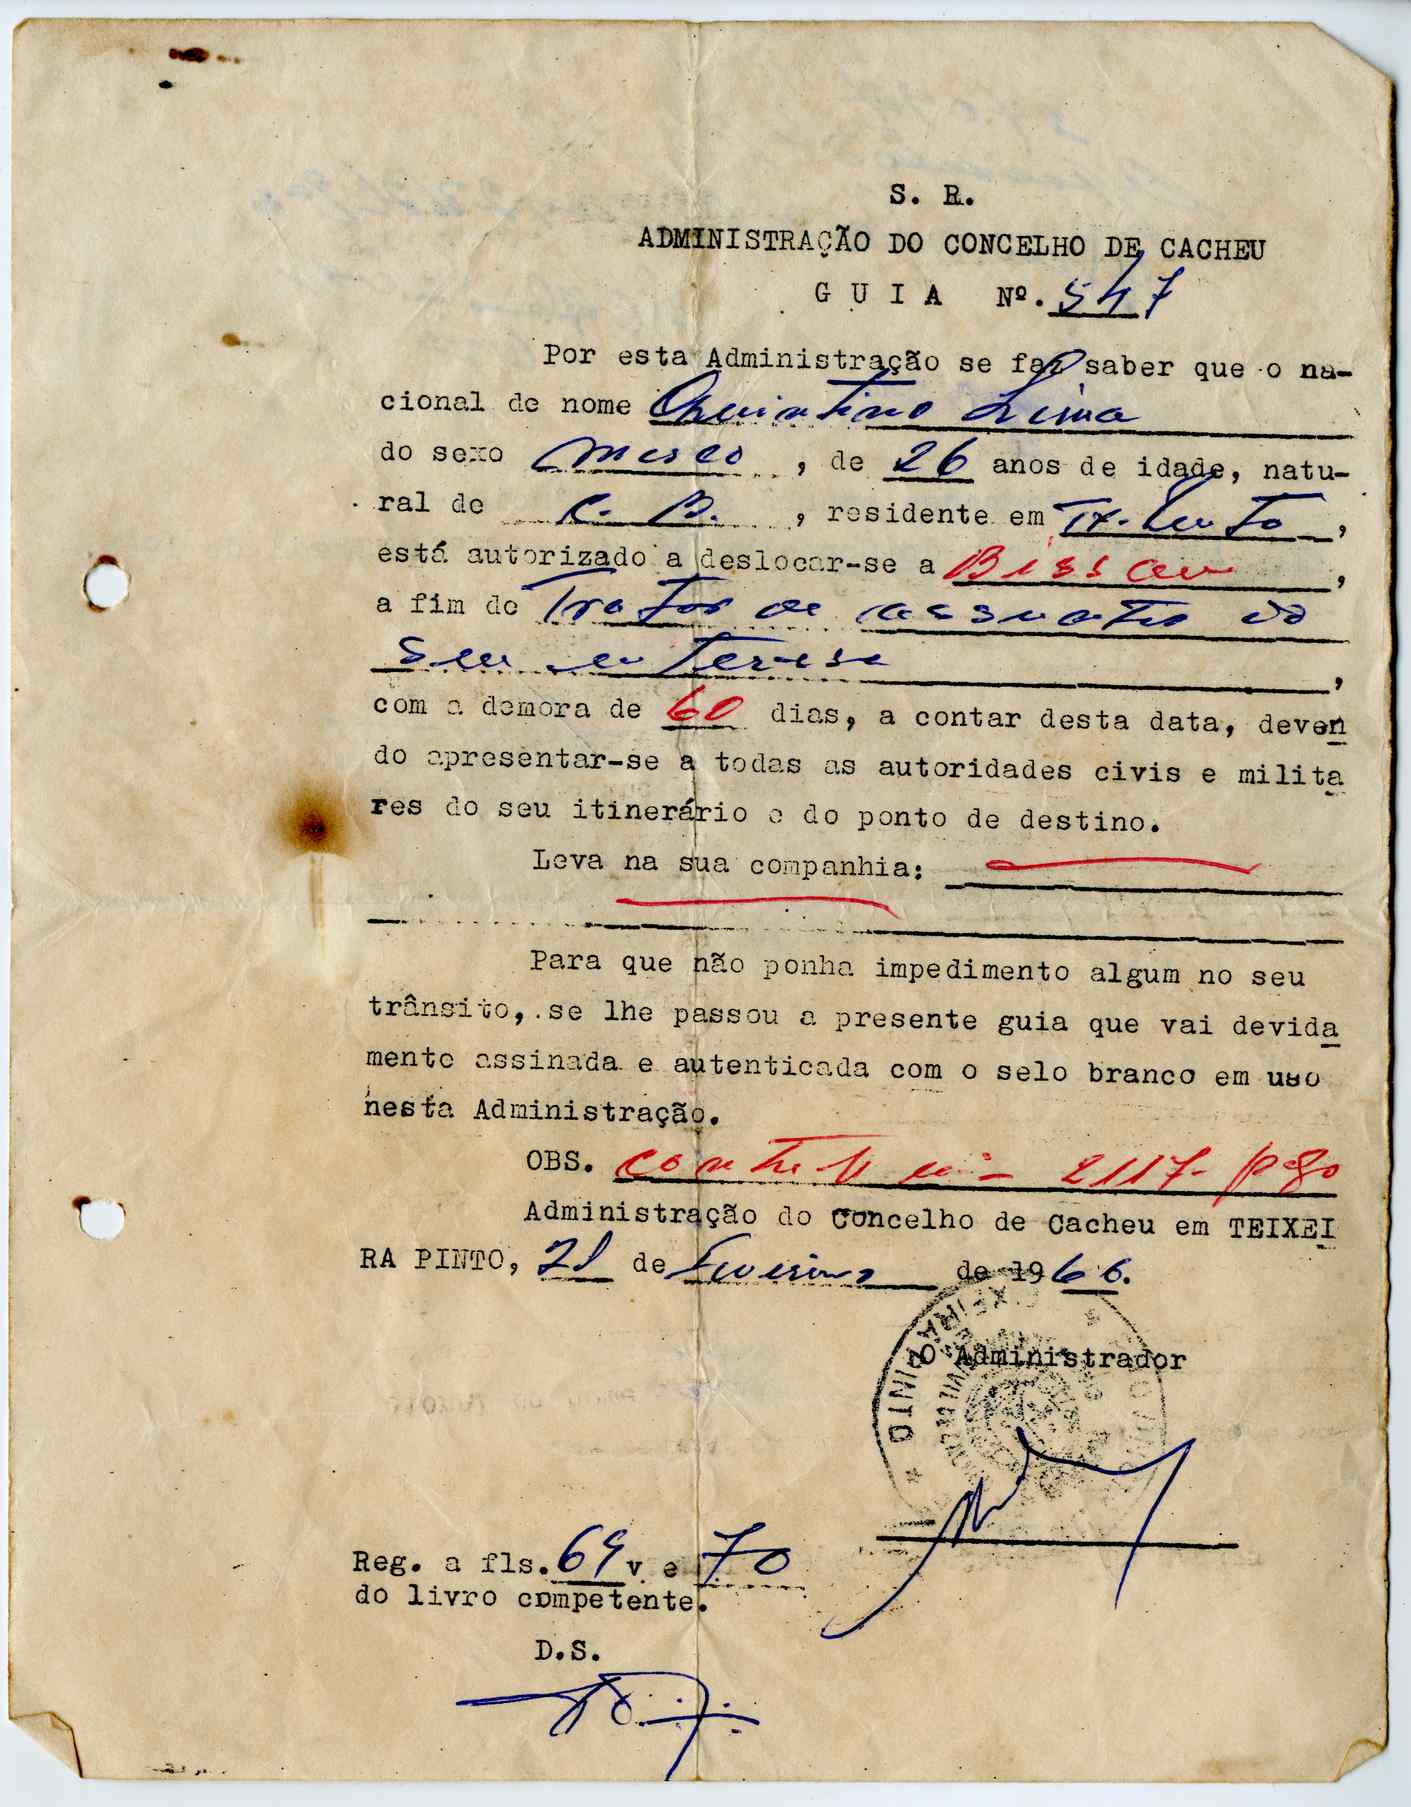 S. R.
ADMINISTRAÇÃO DO CONCELHO DE CACHEU
G U I A Nº. 547
Por esta Administração se faz saber que o na-
cional de nome Quintino Lima
do sexo masco, de 26 anos de idade, natu-
ral de C. B., residente em Tx. Pinto,
está autorizado a deslocar-se a Bissau,
a fim de Tratar de assuntos do
seu interesse,
com a demora de 60 dias, a contar desta data, deven
do apresentar-se a todas as autoridades civis e milita
res do seu itinerário e do ponto de destino.
Leva na sua companhia:
Para que não ponha impedimento algum no seu
trânsito, se lhe passou a presente guia que vai devida
mente assinada e autenticada com o selo branco em uso
nesta Administração.
OBS. nº 2117-
Administração do Concelho de Cacheu em TEIXEI
RA PINTO, 21 de Fevereiro de 1966.
O Administrador
Reg. a fls. 69 v e 70
do livro competente.
D.S.